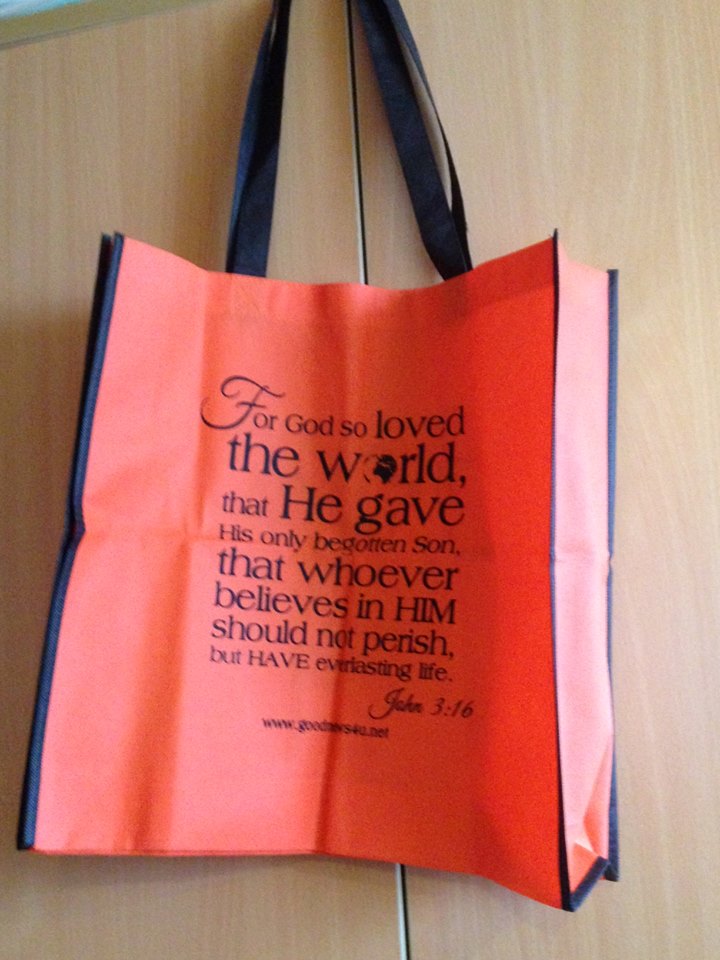 For God so loved
the world,
that He gave
His only begotten Son,
that whoever
believes in HIM
should not perish,
but HAVE everlasting life.
John 3:16
www.goodnews4u.net